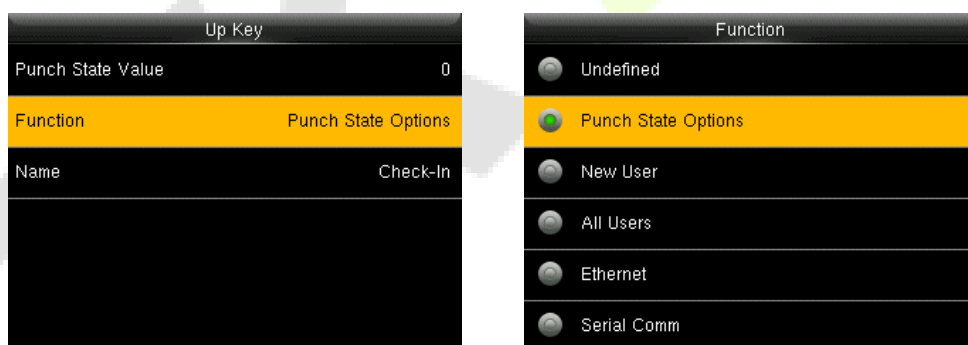 Up Key
Punch State Value 0
Function Punch State Options
Name Check-In
Function
Undefined
Punch State Options
New User
All Users
Ethernet
Serial Comm